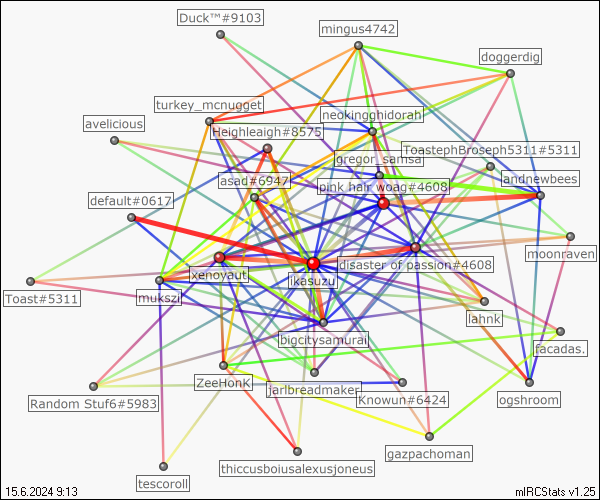 Duck™#9103
mingus4742
doggerdig
turkey_mcnugget
neokingghidorah
avelicious
Heighleaigh#8575
ToastephBroseph5311#5311
gregor_samsa
asad#6947
pink hair woag#4608
andnewbees
default#0617
disaster of passion#4608
moonraven
xenoyaut
ikasuzu
Toast#5311
mukszi
lahnk
bigcitysamurai
facadas.
ZeeHonK
jarlbreadmaker
Knowun#6424
ogshroom
Random Stuf6#5983
gazpachoman
thiccusboiusalexusjoneus
tescoroll
15.6.2024 9:13
mIRCStats v1.25